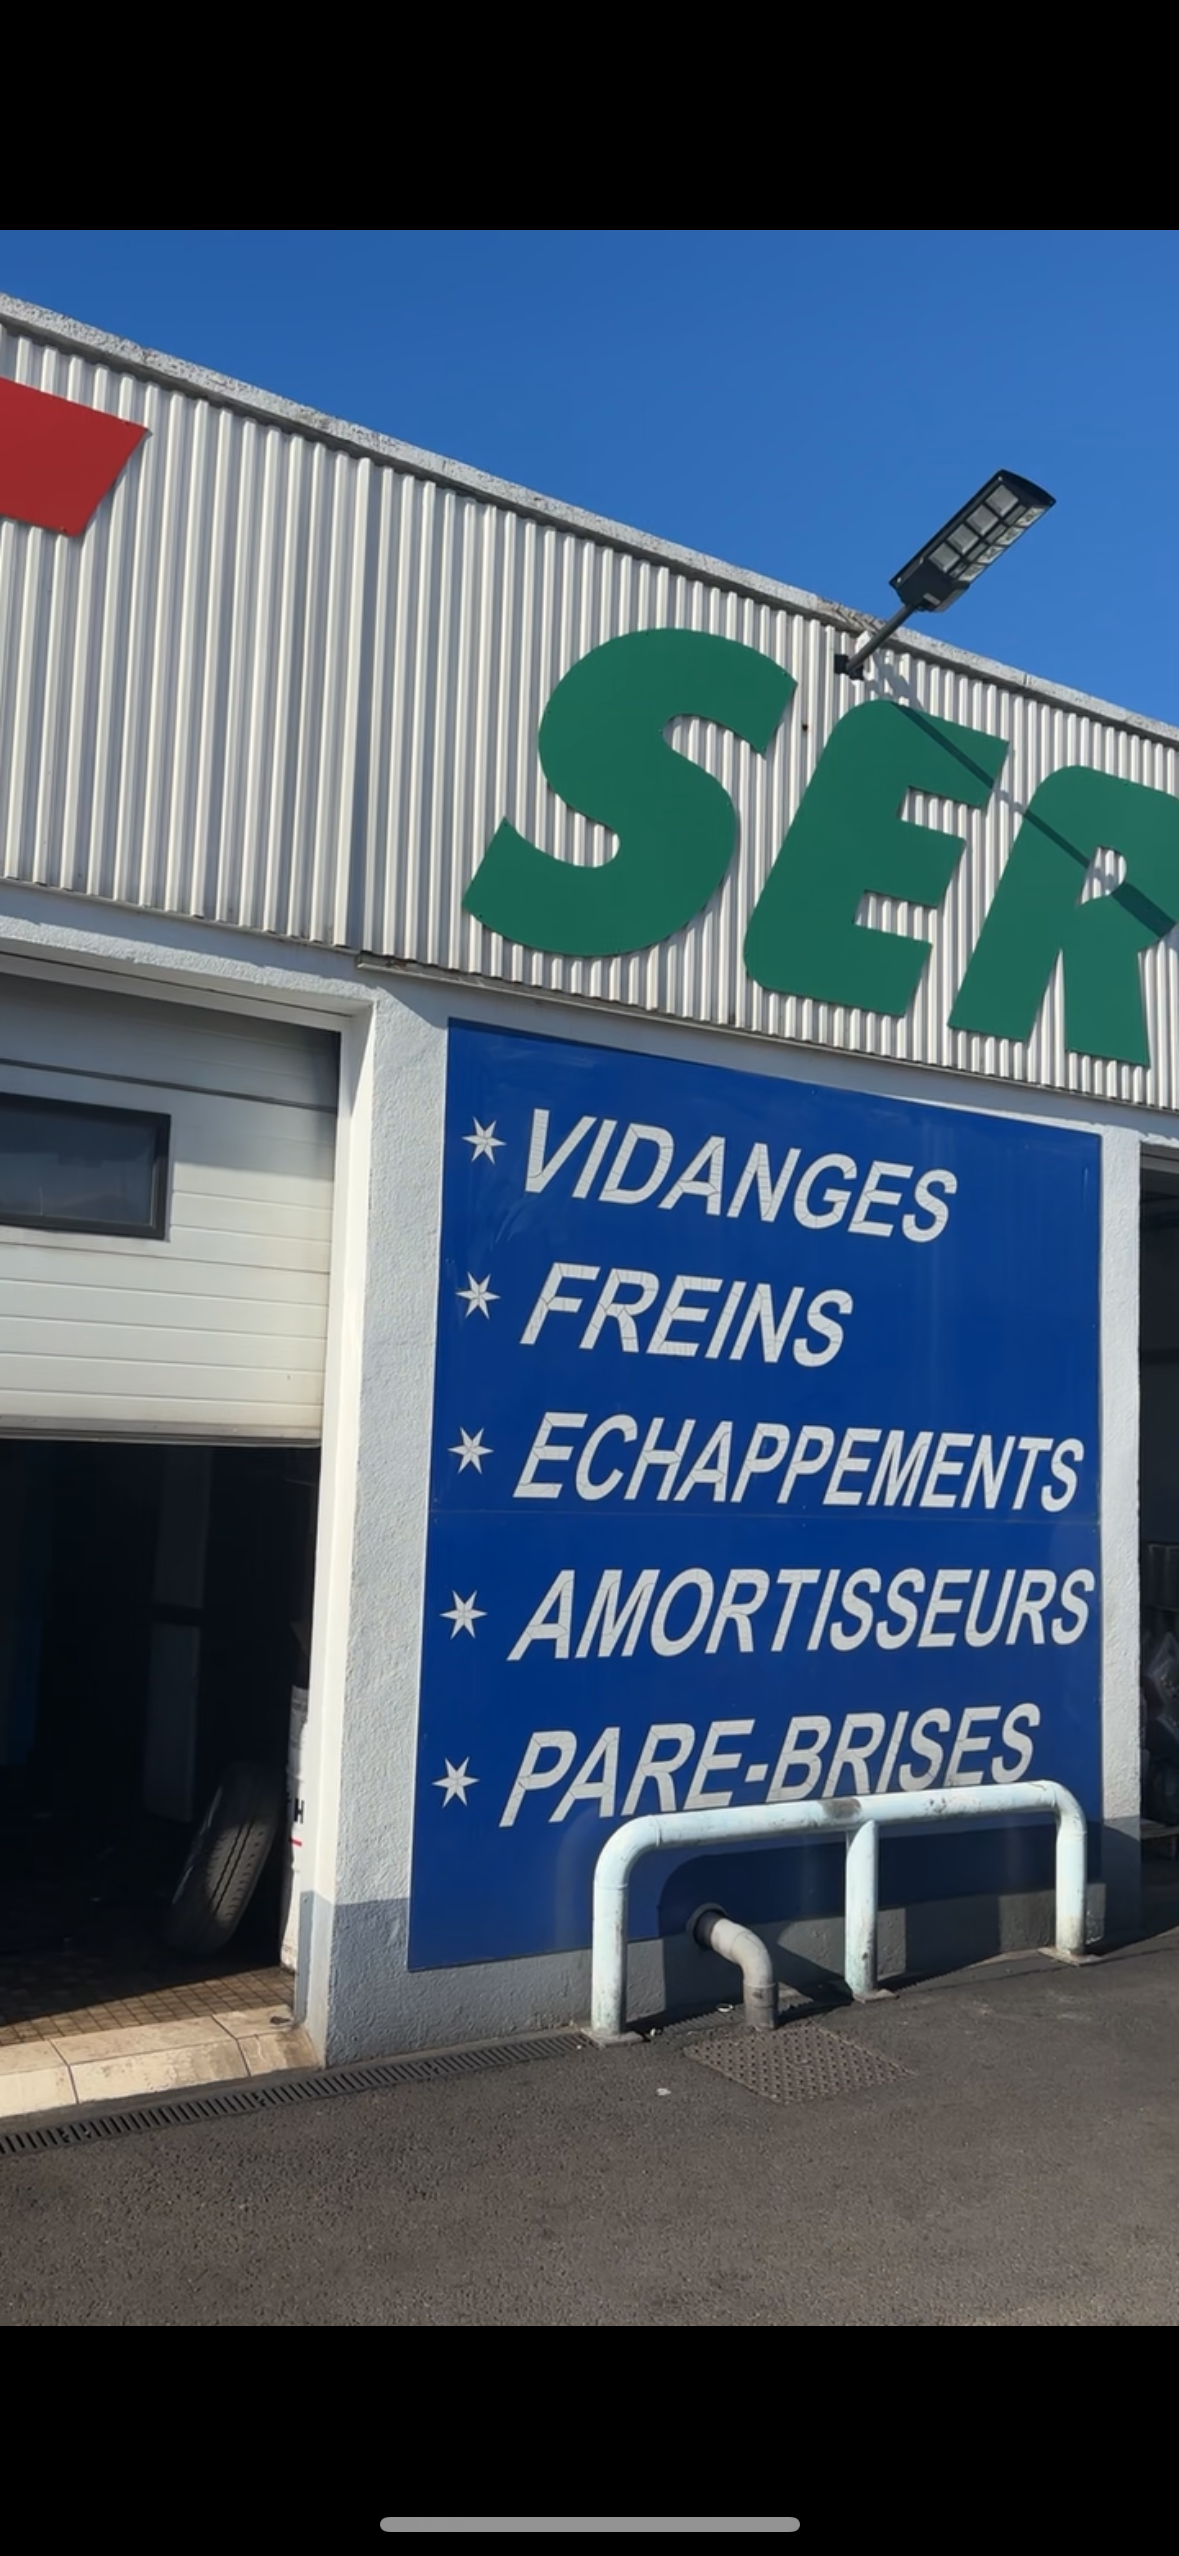 SER
VIDANGES
FREINS
ECHAPPEMENTS
AMORTISSEURS
PARE-BRISES
H